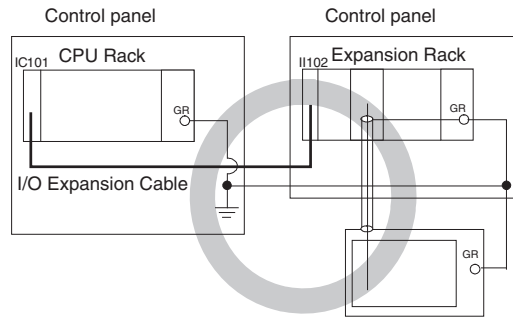 Control panel
Control panel
IC101
CPU Rack
II102
Expansion Rack
GR
GR
I/O Expansion Cable
GR